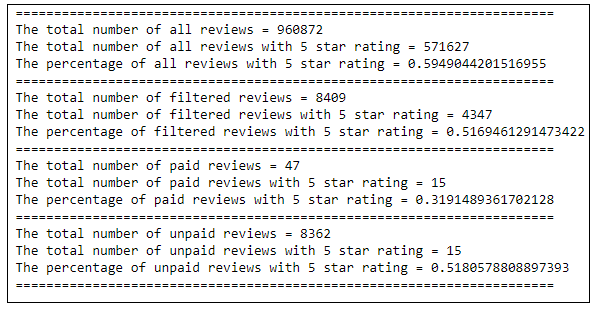 =======================================================================
The total number of all reviews = 960872
The total number of all reviews with 5 star rating = 571627
The percentage of all reviews with 5 star rating = 0.5949044201516955
=======================================================================
The total number of filtered reviews = 8409
The total number of filtered reviews with 5 star rating = 4347
The percentage of filtered reviews with 5 star rating = 0.5169461291473422
=======================================================================
The total number of paid reviews = 47
The total number of paid reviews with 5 star rating = 15
The percentage of paid reviews with 5 star rating = 0.3191489361702128
=======================================================================
The total number of unpaid reviews = 8362
The total number of unpaid reviews with 5 star rating = 15
The percentage of unpaid reviews with 5 star rating = 0.5180578808897393
=======================================================================